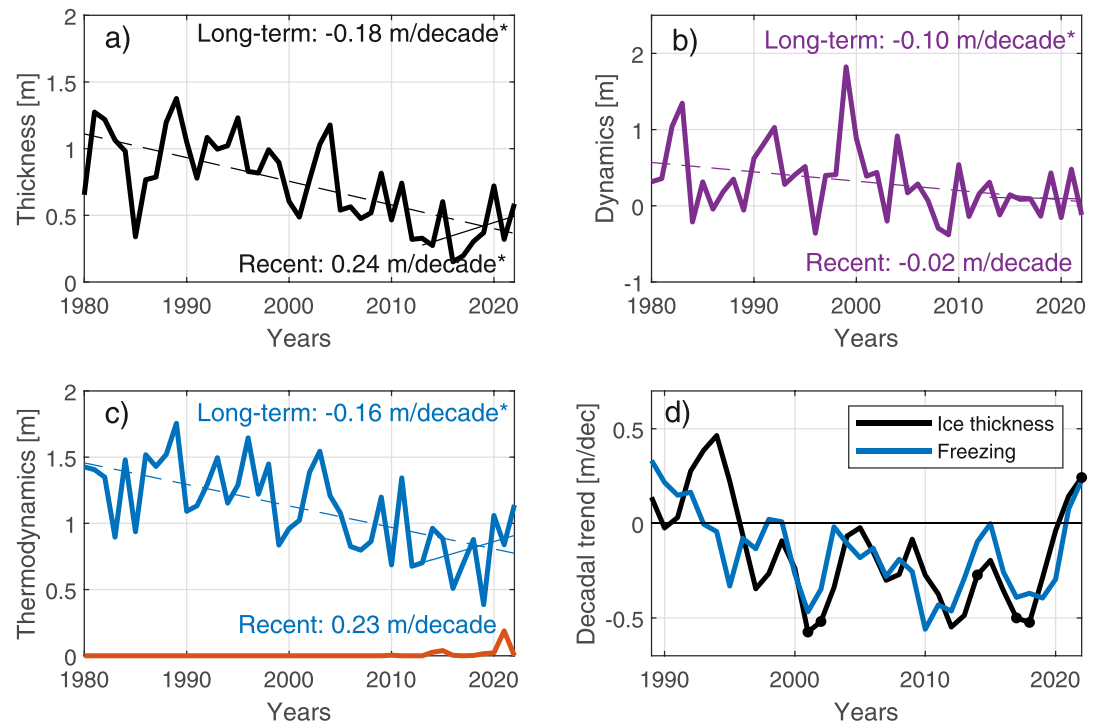 a)
Long-term: -0.18 m/decade*
Recent: 0.24 m/decade*
Thickness [m]
2
1.5
1
0.5
0
1980
1990
2000
2010
2020
Years
b)
Long-term: -0.10 m/decade*
Recent: -0.02 m/decade
Dynamics [m]
2
1
0
-1
1980
1990
2000
2010
2020
Years
c)
Long-term: -0.16 m/decade*
Recent: 0.23 m/decade
Thermodynamics [m]
2
1.5
1
0.5
0
1980
1990
2000
2010
2020
Years
d)
Ice thickness
Freezing
Decadal trend [m/dec]
0.5
0
-0.5
1990
2000
2010
2020
Years